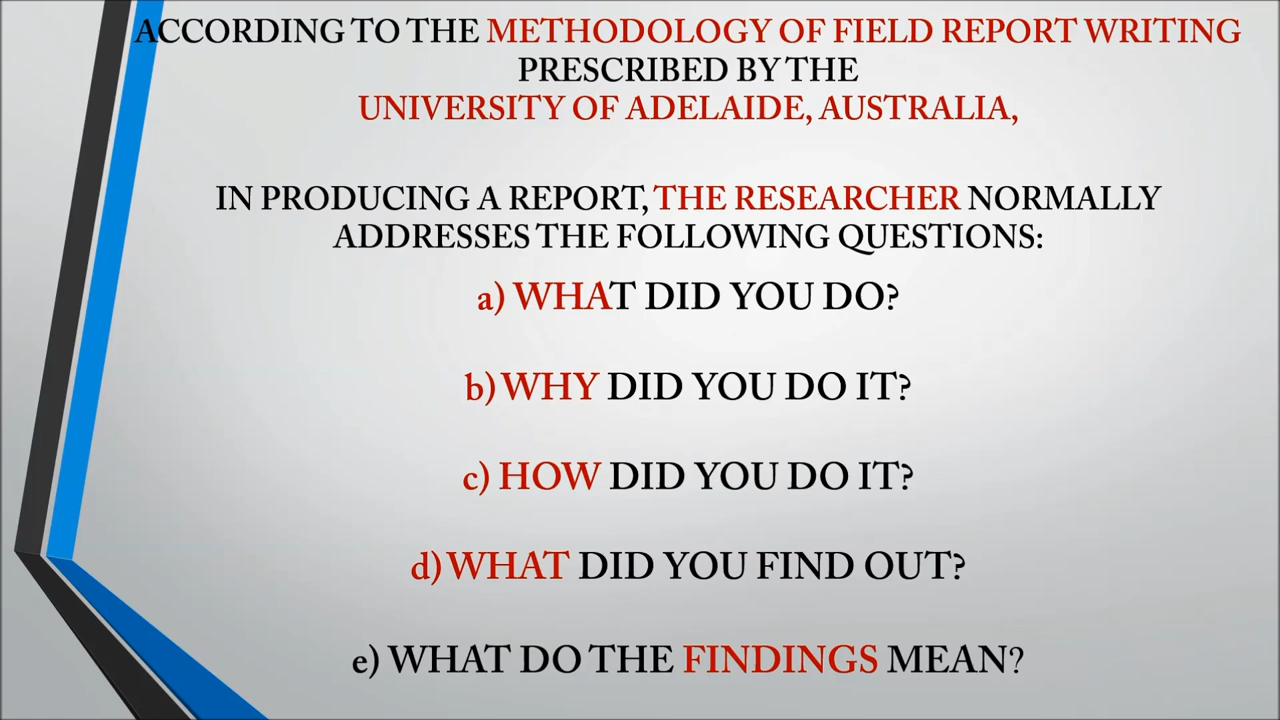 ACCORDING TO THE METHODOLOGY OF FIELD REPORT WRITING
PRESCRIBED BY THE
UNIVERSITY OF ADELAIDE, AUSTRALIA,
IN PRODUCING A REPORT, THE RESEARCHER NORMALLY
ADDRESSES THE FOLLOWING QUESTIONS:
a) WHAT DID YOU DO?
b) WHY DID YOU DO IT?
c) HOW DID YOU DO IT?
d) WHAT DID YOU FIND OUT?
e) WHAT DO THE FINDINGS MEAN?